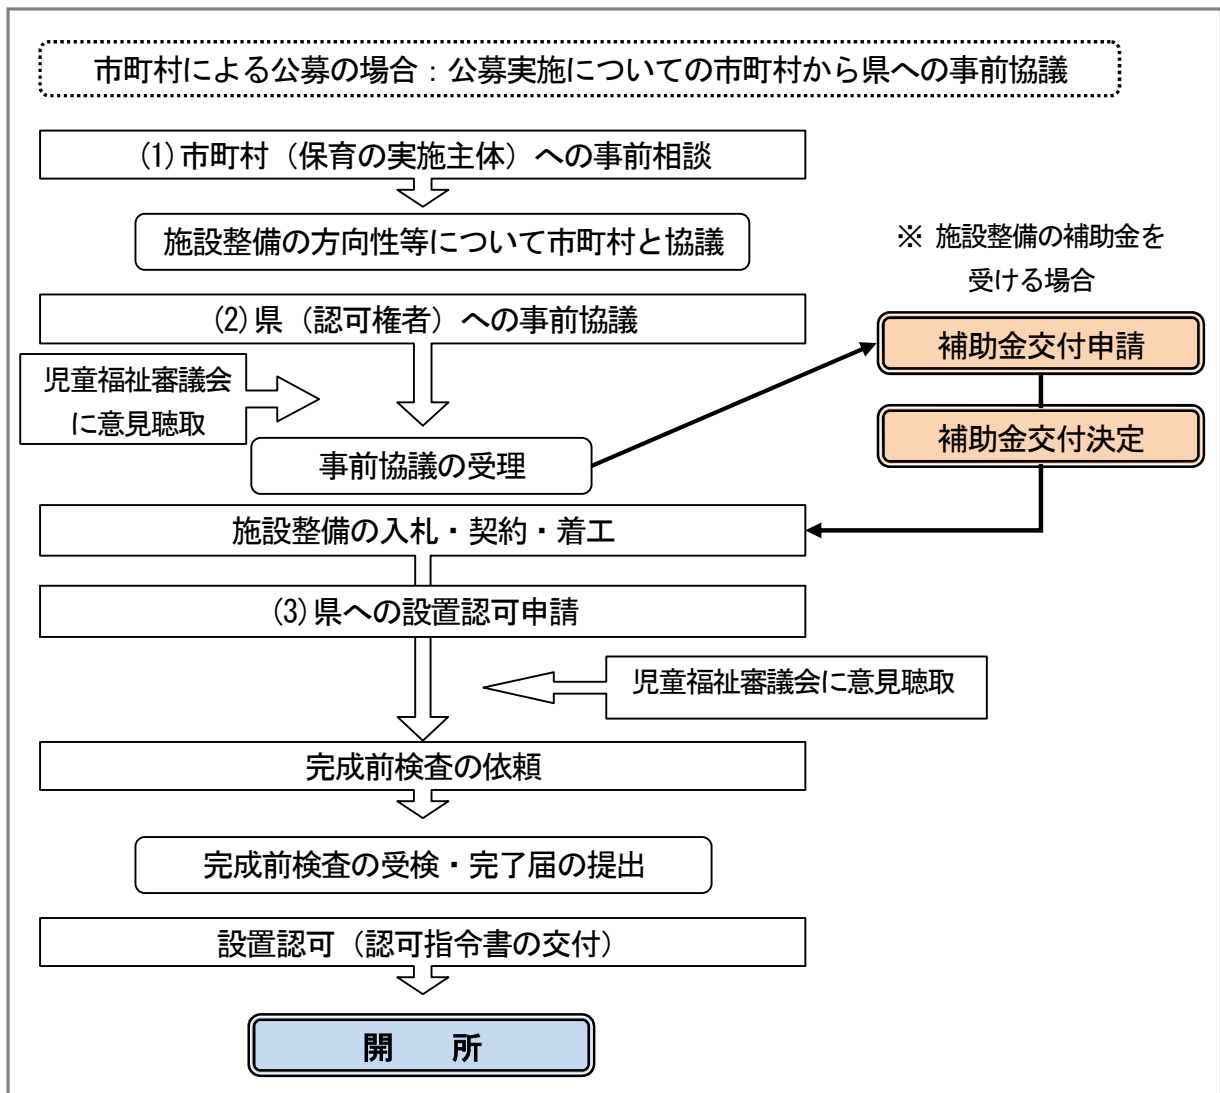 市町村による公募の場合：公募実施についての市町村から県への事前協議
(1)市町村（保育の実施主体）への事前相談
施設整備の方向性等について市町村と協議
※ 施設整備の補助金を
受ける場合
(2)県（認可権者）への事前協議
補助金交付申請
児童福祉審議会
に意見聴取
補助金交付決定
事前協議の受理
施設整備の入札・契約・着工
(3)県への設置認可申請
児童福祉審議会に意見聴取
完成前検査の依頼
完成前検査の受検・完了届の提出
設置認可（認可指令書の交付）
開　所